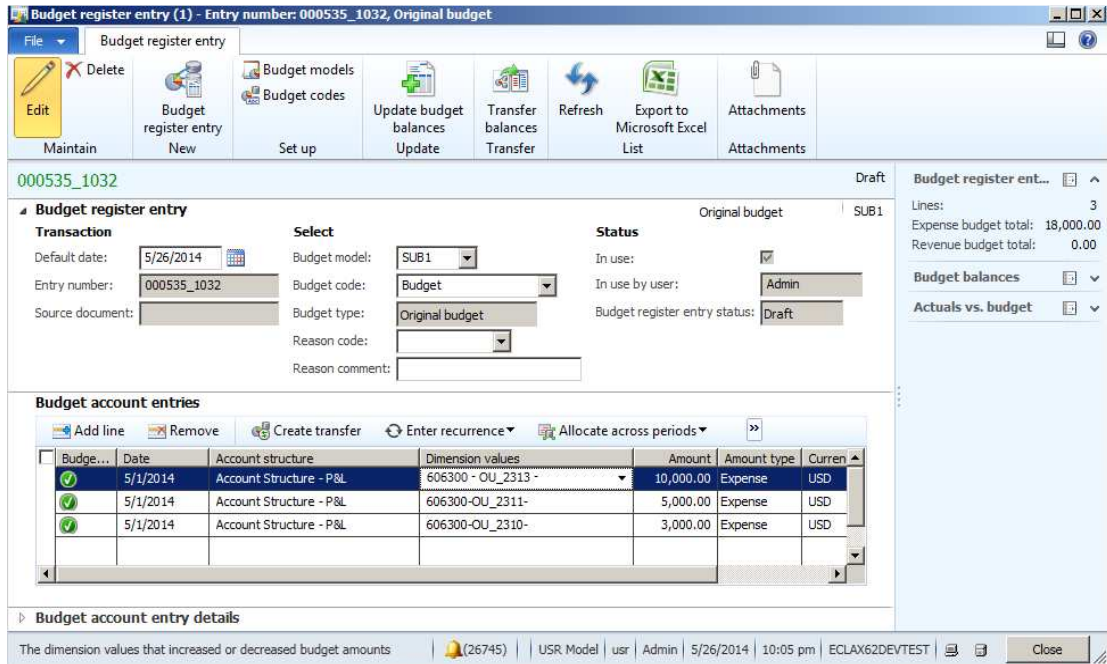 Budget register entry (1) - Entry number: 000535_1032, Original budget
File Budget register entry
Edit Delete Budget register entry Budget models Budget codes Update budget balances Transfer balances Refresh Export to Microsoft Excel Attachments
Maintain New Set up Update Transfer List Attachments
000535_1032 Draft
Budget register entry Original budget SUB1
Transaction Select Status
Default date: 5/26/2014 Budget model: SUB1 In use:
Entry number: 000535_1032 Budget code: Budget In use by user: Admin
Source document: Budget type: Original budget Budget register entry status: Draft
Reason code:
Reason comment:
Budget account entries
Add line Remove Create transfer Enter recurrence Allocate across periods »
Budge... Date Account structure Dimension values Amount Amount type Curren
5/1/2014 Account Structure - P&L 606300 - OU_2313 - 10,000.00 Expense USD
5/1/2014 Account Structure - P&L 606300-OU_2311- 5,000.00 Expense USD
5/1/2014 Account Structure - P&L 606300-OU_2310- 3,000.00 Expense USD
Budget account entry details
Budget register ent...
Lines: 3
Expense budget total: 18,000.00
Revenue budget total: 0.00
Budget balances
Actuals vs. budget
The dimension values that increased or decreased budget amounts (26745) USR Model usr Admin 5/26/2014 10:05 pm ECLAX62DEVTEST Close